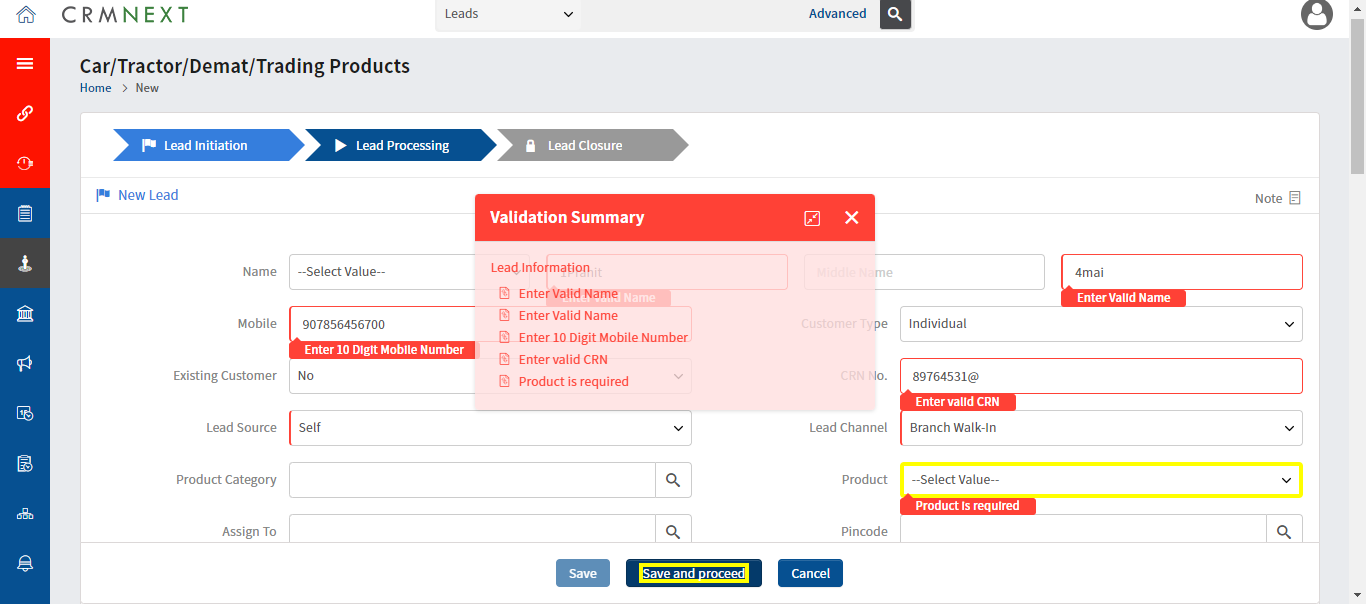 CRMNEXT
Leads
Advanced
Car/Tractor/Demat/Trading Products
Home > New
Lead Initiation
Lead Processing
Lead Closure
New Lead
Note
Validation Summary
Lead Information
Enter Valid Name
Enter Valid Name
Enter 10 Digit Mobile Number
Enter valid CRN
Product is required
Name
--Select Value--
1Pranit
Enter Valid Name
Middle Name
4mai
Enter Valid Name
Mobile
907856456700
Enter 10 Digit Mobile Number
Customer Type
Individual
Existing Customer
No
CRN No.
89764531@
Enter valid CRN
Lead Source
Self
Lead Channel
Branch Walk-In
Product Category
Product
--Select Value--
Product is required
Assign To
Pincode
Save
Save and proceed
Cancel